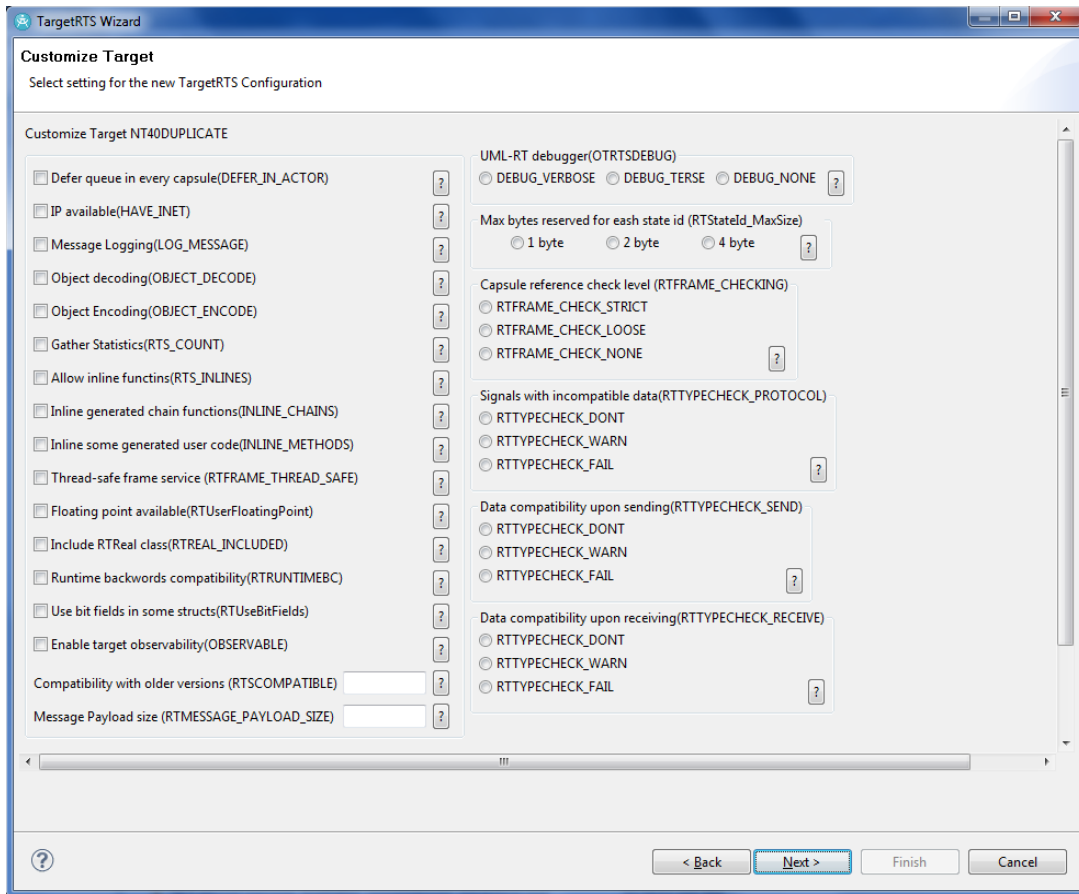 TargetRTS Wizard
Customize Target
Select setting for the new TargetRTS Configuration
Customize Target NT40DUPLICATE
Defer queue in every capsule(DEFER_IN_ACTOR) ?
IP available(HAVE_INET) ?
Message Logging(LOG_MESSAGE) ?
Object decoding(OBJECT_DECODE) ?
Object Encoding(OBJECT_ENCODE) ?
Gather Statistics(RTS_COUNT) ?
Allow inline functins(RTS_INLINES) ?
Inline generated chain functions(INLINE_CHAINS) ?
Inline some generated user code(INLINE_METHODS) ?
Thread-safe frame service (RTFRAME_THREAD_SAFE) ?
Floating point available(RTUserFloatingPoint) ?
Include RTReal class(RTREAL_INCLUDED) ?
Runtime backwords compatibility(RTRUNTIMEBC) ?
Use bit fields in some structs(RTUseBitFields) ?
Enable target observability(OBSERVABLE) ?
Compatibility with older versions (RTSCOMPATIBLE) ?
Message Payload size (RTMESSAGE_PAYLOAD_SIZE) ?
UML-RT debugger(OTRTSDEBUG)
DEBUG_VERBOSE DEBUG_TERSE DEBUG_NONE ?
Max bytes reserved for eash state id (RTStateId_MaxSize)
1 byte 2 byte 4 byte ?
Capsule reference check level (RTFRAME_CHECKING)
RTFRAME_CHECK_STRICT
RTFRAME_CHECK_LOOSE
RTFRAME_CHECK_NONE ?
Signals with incompatible data(RTTYPECHECK_PROTOCOL)
RTTYPECHECK_DONT
RTTYPECHECK_WARN
RTTYPECHECK_FAIL ?
Data compatibility upon sending(RTTYPECHECK_SEND)
RTTYPECHECK_DONT
RTTYPECHECK_WARN
RTTYPECHECK_FAIL ?
Data compatibility upon receiving(RTTYPECHECK_RECEIVE)
RTTYPECHECK_DONT
RTTYPECHECK_WARN
RTTYPECHECK_FAIL ?
? < Back Next > Finish Cancel